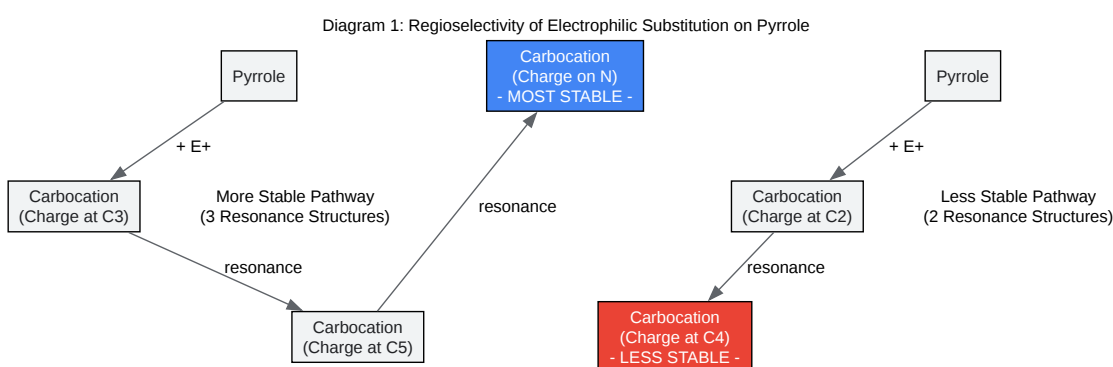 Diagram 1: Regioselectivity of Electrophilic Substitution on Pyrrole
Pyrrole
Carbocation
(Charge on N)
- MOST STABLE -
Pyrrole
+ E+
+ E+
Carbocation
(Charge at C3)
More Stable Pathway
(3 Resonance Structures)
resonance
Carbocation
(Charge at C2)
Less Stable Pathway
(2 Resonance Structures)
resonance
resonance
Carbocation
(Charge at C5)
Carbocation
(Charge at C4)
- LESS STABLE -